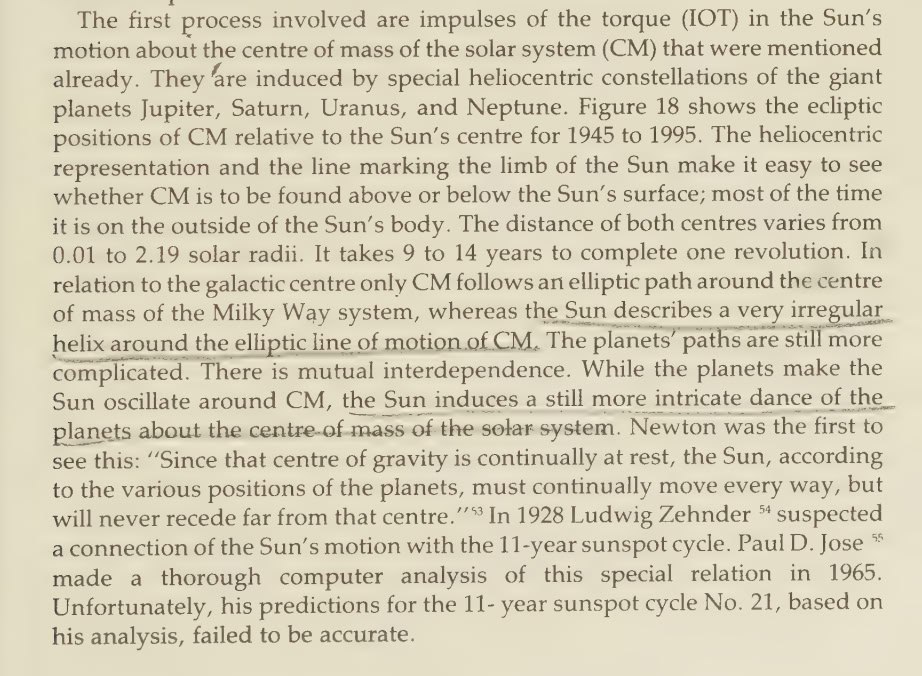 The first process involved are impulses of the torque (IOT) in the Sun's
motion about the centre of mass of the solar system (CM) that were mentioned
already. They are induced by special heliocentric constellations of the giant
planets Jupiter, Saturn, Uranus, and Neptune. Figure 18 shows the ecliptic
positions of CM relative to the Sun's centre for 1945 to 1995. The heliocentric
representation and the line marking the limb of the Sun make it easy to see
whether CM is to be found above or below the Sun's surface; most of the time
it is on the outside of the Sun's body. The distance of both centres varies from
0.01 to 2.19 solar radii. It takes 9 to 14 years to complete one revolution. In
relation to the galactic centre only CM follows an elliptic path around the centre
of mass of the Milky Way system, whereas the Sun describes a very irregular
helix around the elliptic line of motion of CM. The planets' paths are still more
complicated. There is mutual interdependence. While the planets make the
Sun oscillate around CM, the Sun induces a still more intricate dance of the
planets about the centre of mass of the solar system. Newton was the first to
see this: "Since that centre of gravity is continually at rest, the Sun, according
to the various positions of the planets, must continually move every way, but
will never recede far from that centre."53 In 1928 Ludwig Zehnder 54 suspected
a connection of the Sun's motion with the 11-year sunspot cycle. Paul D. Jose 55
made a thorough computer analysis of this special relation in 1965.
Unfortunately, his predictions for the 11- year sunspot cycle No. 21, based on
his analysis, failed to be accurate.